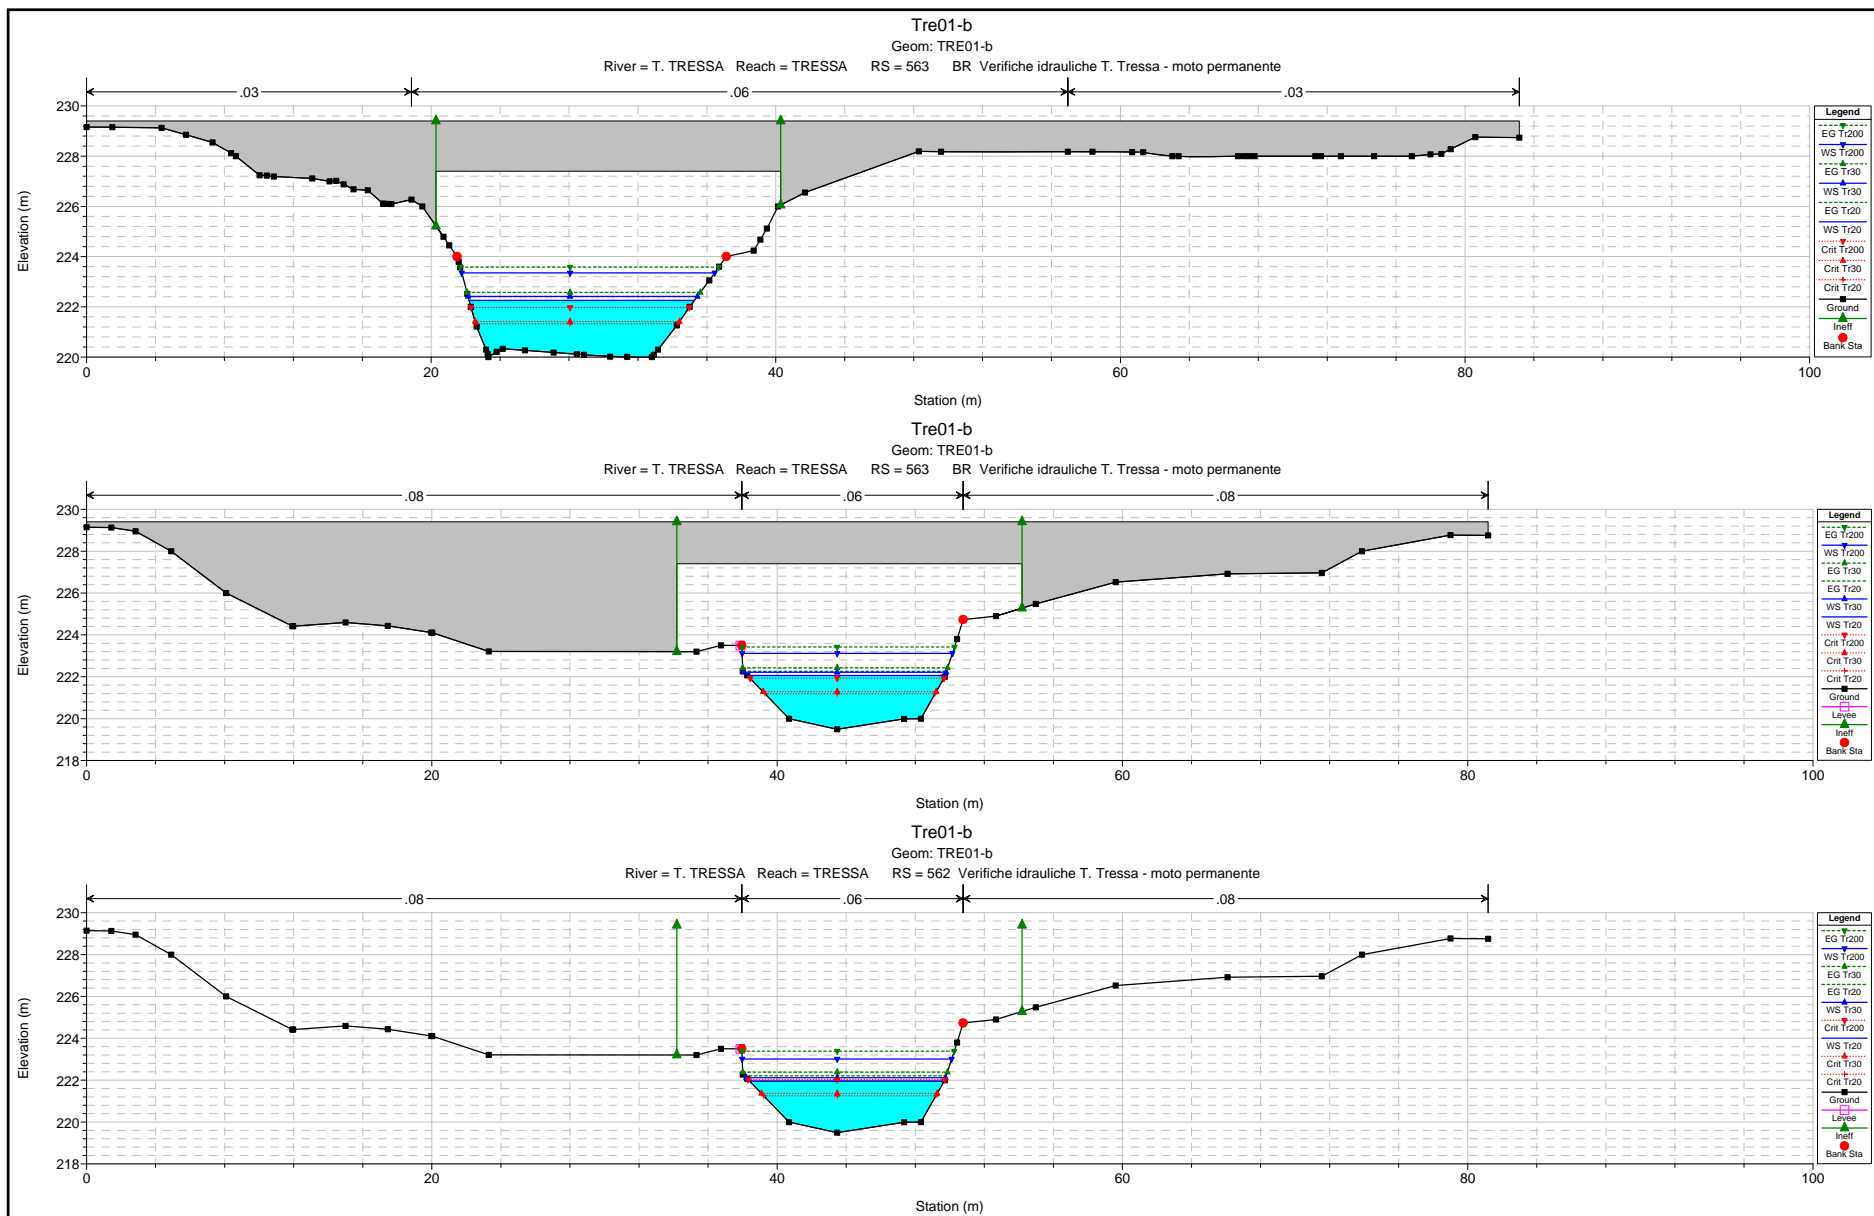 Tre01-b
Geom: TRE01-b
River = T. TRESSA   Reach = TRESSA      RS = 563      BR  Verifiche idrauliche T. Tressa - moto permanente
.03
.06
.03
230
228
226
224
222
220
Elevation (m)
0
20
40
60
80
100
Station (m)
Legend
EG Tr200
WS Tr200
EG Tr30
WS Tr30
EG Tr20
WS Tr20
Crit Tr200
Crit Tr30
Crit Tr20
Ground
Ineff
Bank Sta
Tre01-b
Geom: TRE01-b
River = T. TRESSA   Reach = TRESSA      RS = 563      BR  Verifiche idrauliche T. Tressa - moto permanente
.08
.06
.08
230
228
226
224
222
220
218
Elevation (m)
0
20
40
60
80
100
Station (m)
Legend
EG Tr200
WS Tr200
EG Tr30
EG Tr20
WS Tr30
WS Tr20
Crit Tr200
Crit Tr30
Crit Tr20
Ground
Levee
Ineff
Bank Sta
Tre01-b
Geom: TRE01-b
River = T. TRESSA   Reach = TRESSA      RS = 562  Verifiche idrauliche T. Tressa - moto permanente
.08
.06
.08
230
228
226
224
222
220
218
Elevation (m)
0
20
40
60
80
100
Station (m)
Legend
EG Tr200
WS Tr200
EG Tr30
EG Tr20
WS Tr30
Crit Tr200
WS Tr20
Crit Tr30
Crit Tr20
Ground
Levee
Ineff
Bank Sta